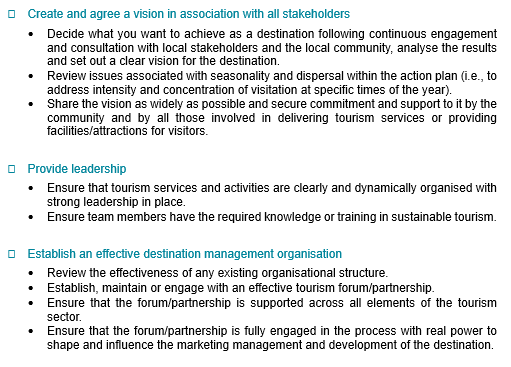 □ Create and agree a vision in association with all stakeholders
• Decide what you want to achieve as a destination following continuous engagement
and consultation with local stakeholders and the local community, analyse the results
and set out a clear vision for the destination.
• Review issues associated with seasonality and dispersal within the action plan (i.e., to
address intensity and concentration of visitation at specific times of the year).
• Share the vision as widely as possible and secure commitment and support to it by the
community and by all those involved in delivering tourism services or providing
facilities/attractions for visitors.
□ Provide leadership
• Ensure that tourism services and activities are clearly and dynamically organised with
strong leadership in place.
• Ensure team members have the required knowledge or training in sustainable tourism.
□ Establish an effective destination management organisation
• Review the effectiveness of any existing organisational structure.
• Establish, maintain or engage with an effective tourism forum/partnership.
• Ensure that the forum/partnership is supported across all elements of the tourism
sector.
• Ensure that the forum/partnership is fully engaged in the process with real power to
shape and influence the marketing management and development of the destination.